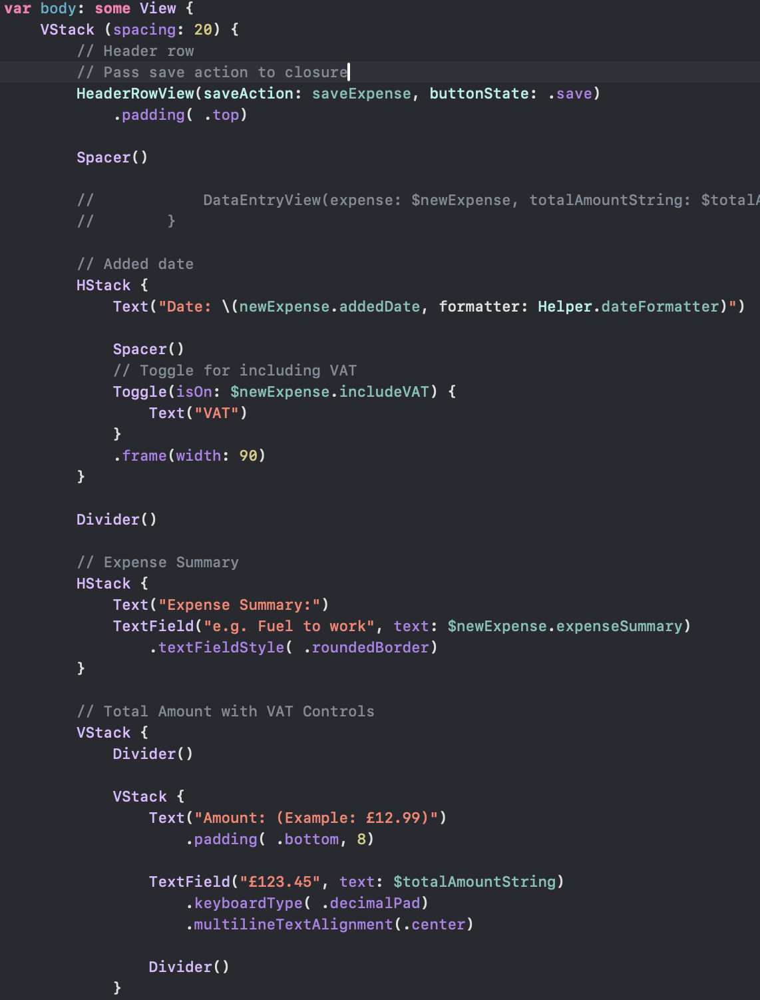 var body: some View {
    VStack (spacing: 20) {
        // Header row
        // Pass save action to closure
        HeaderRowView(saveAction: saveExpense, buttonState: .save)
            .padding( .top)

        Spacer()

        //            DataEntryView(expense: $newExpense, totalAmountString: $totalA
        //        }

        // Added date
        HStack {
            Text("Date: \(newExpense.addedDate, formatter: Helper.dateFormatter)")

            Spacer()
            // Toggle for including VAT
            Toggle(isOn: $newExpense.includeVAT) {
                Text("VAT")
            }
            .frame(width: 90)
        }

        Divider()

        // Expense Summary
        HStack {
            Text("Expense Summary:")
            TextField("e.g. Fuel to work", text: $newExpense.expenseSummary)
                .textFieldStyle( .roundedBorder)
        }

        // Total Amount with VAT Controls
        VStack {
            Divider()

            VStack {
                Text("Amount: (Example: £12.99)")
                    .padding( .bottom, 8)

                TextField("£123.45", text: $totalAmountString)
                    .keyboardType( .decimalPad)
                    .multilineTextAlignment(.center)

                Divider()
            }